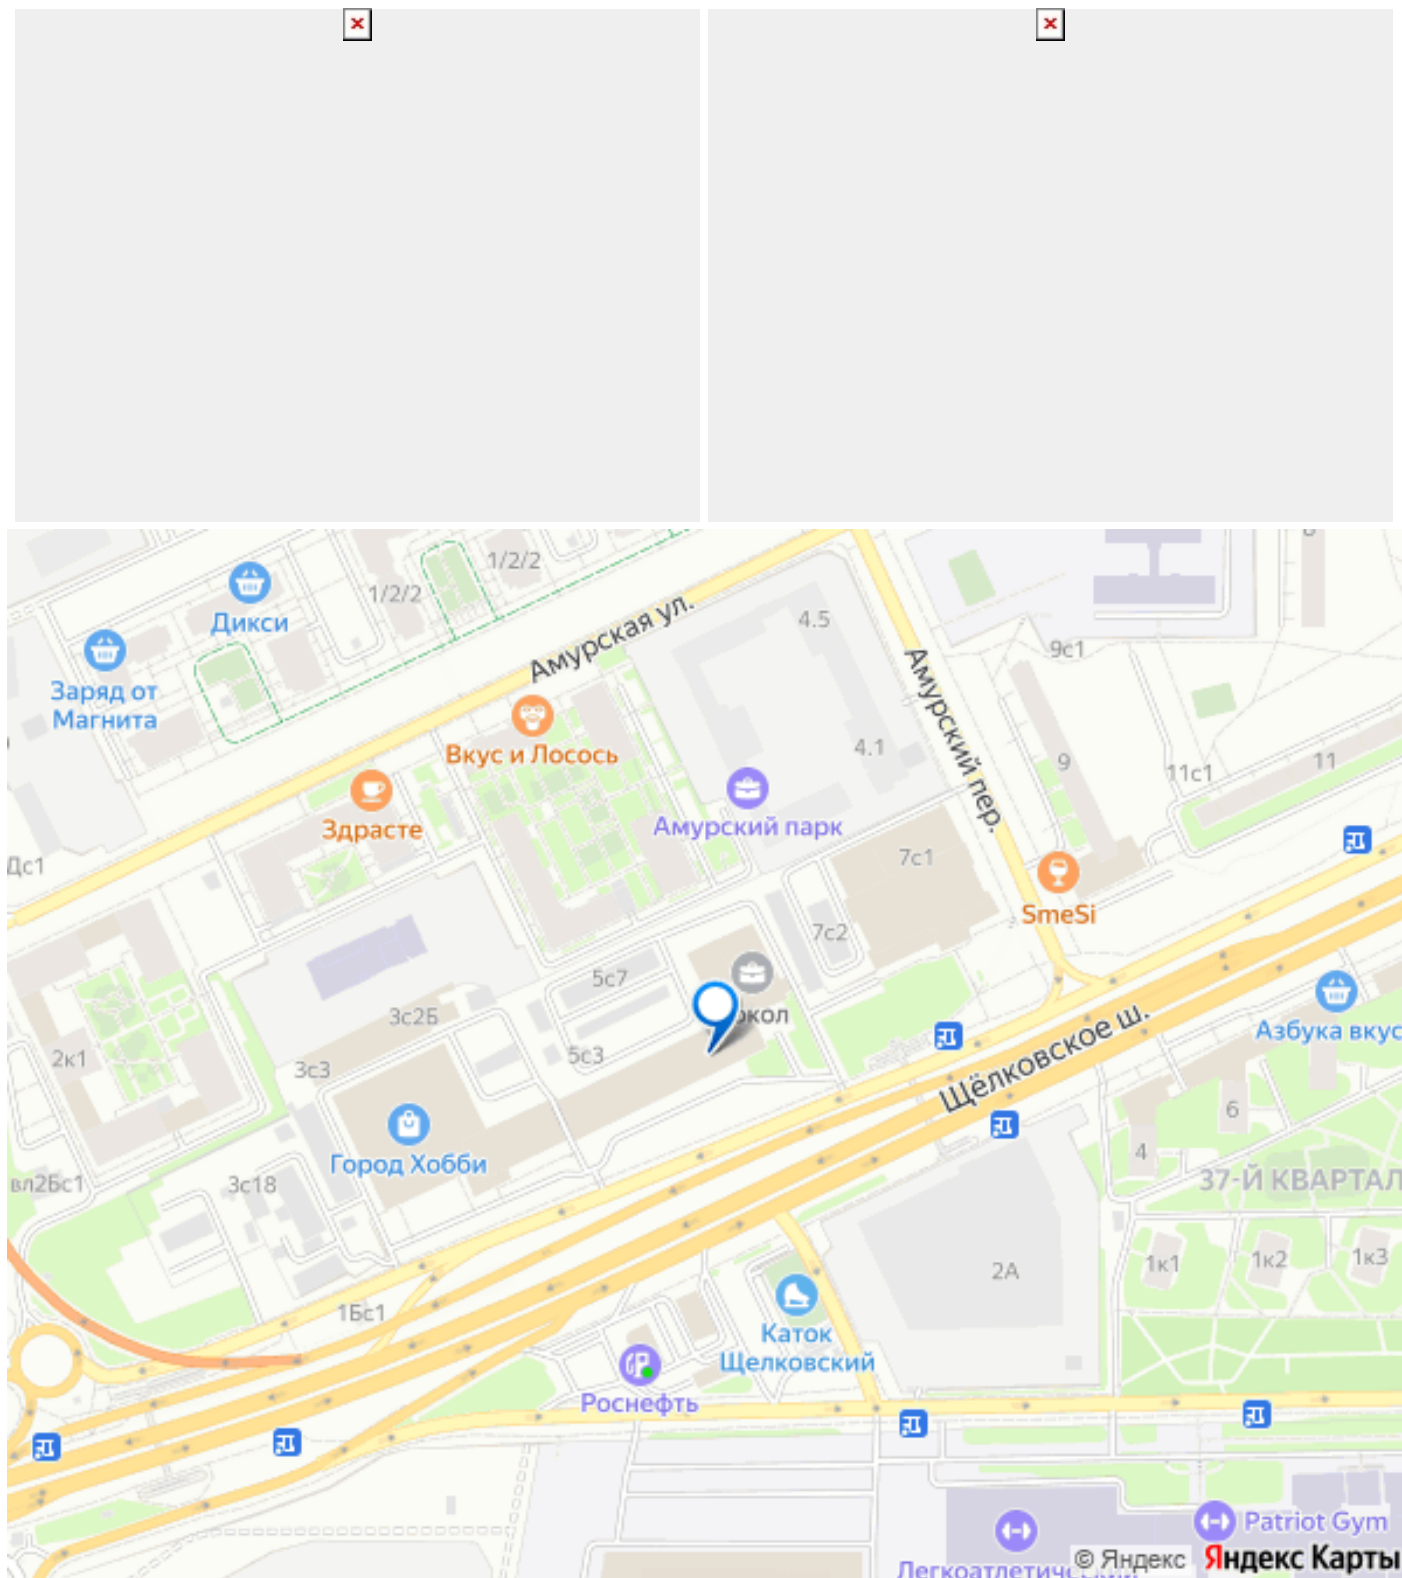 1/2/2
1/2/2
Дикси
Амурская ул.
4.5
9с1
Заряд от
Магнита
Амурский пер.
Вкус и Лосось
4.1
9
11с1
11
Здрасте
Амурский парк
7с1
Дс1
SmeSi
7с2
5с7
3с2Б
Щёлковское ш.
Азбука вкус
2к1
3с3
5с3
Город Хобби
6
4
вл2Бс1
3с18
37-Й КВАРТАЛ
1к1
1к2
1к3
2А
1Бс1
Каток
Щелковский
Роснефть
Patriot Gym
© Яндекс
Яндекс Карты